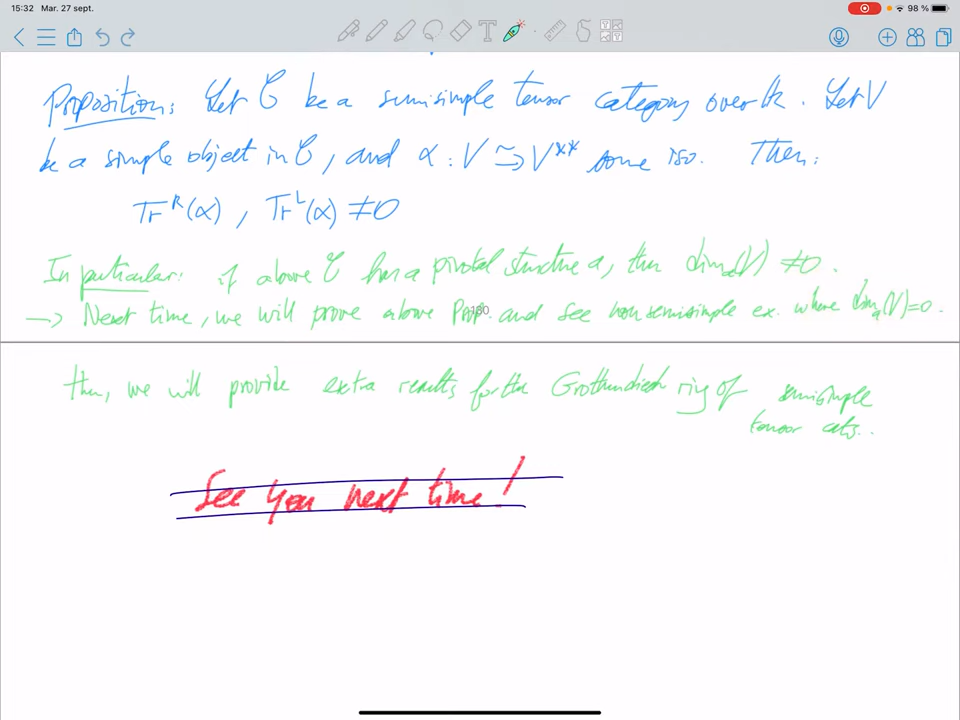 15:32 Mar. 27 sept. 98 %
Proposition: Let C be a semisimple tensor category over k. Let V
be a simple object in C, and α : V ≅→ V** some iso. Then:
Tr^R(α), Tr^L(α) ≠ 0
In particular: if above C has a pivotal structure a, then dim_a(V) ≠ 0.
→ Next time, we will prove above Prop. and see nonsemisimple ex. where dim_a(V)=0.
then, we will provide extra results for the Grothendieck ring of semisimple
tensor cats..
See you next time!